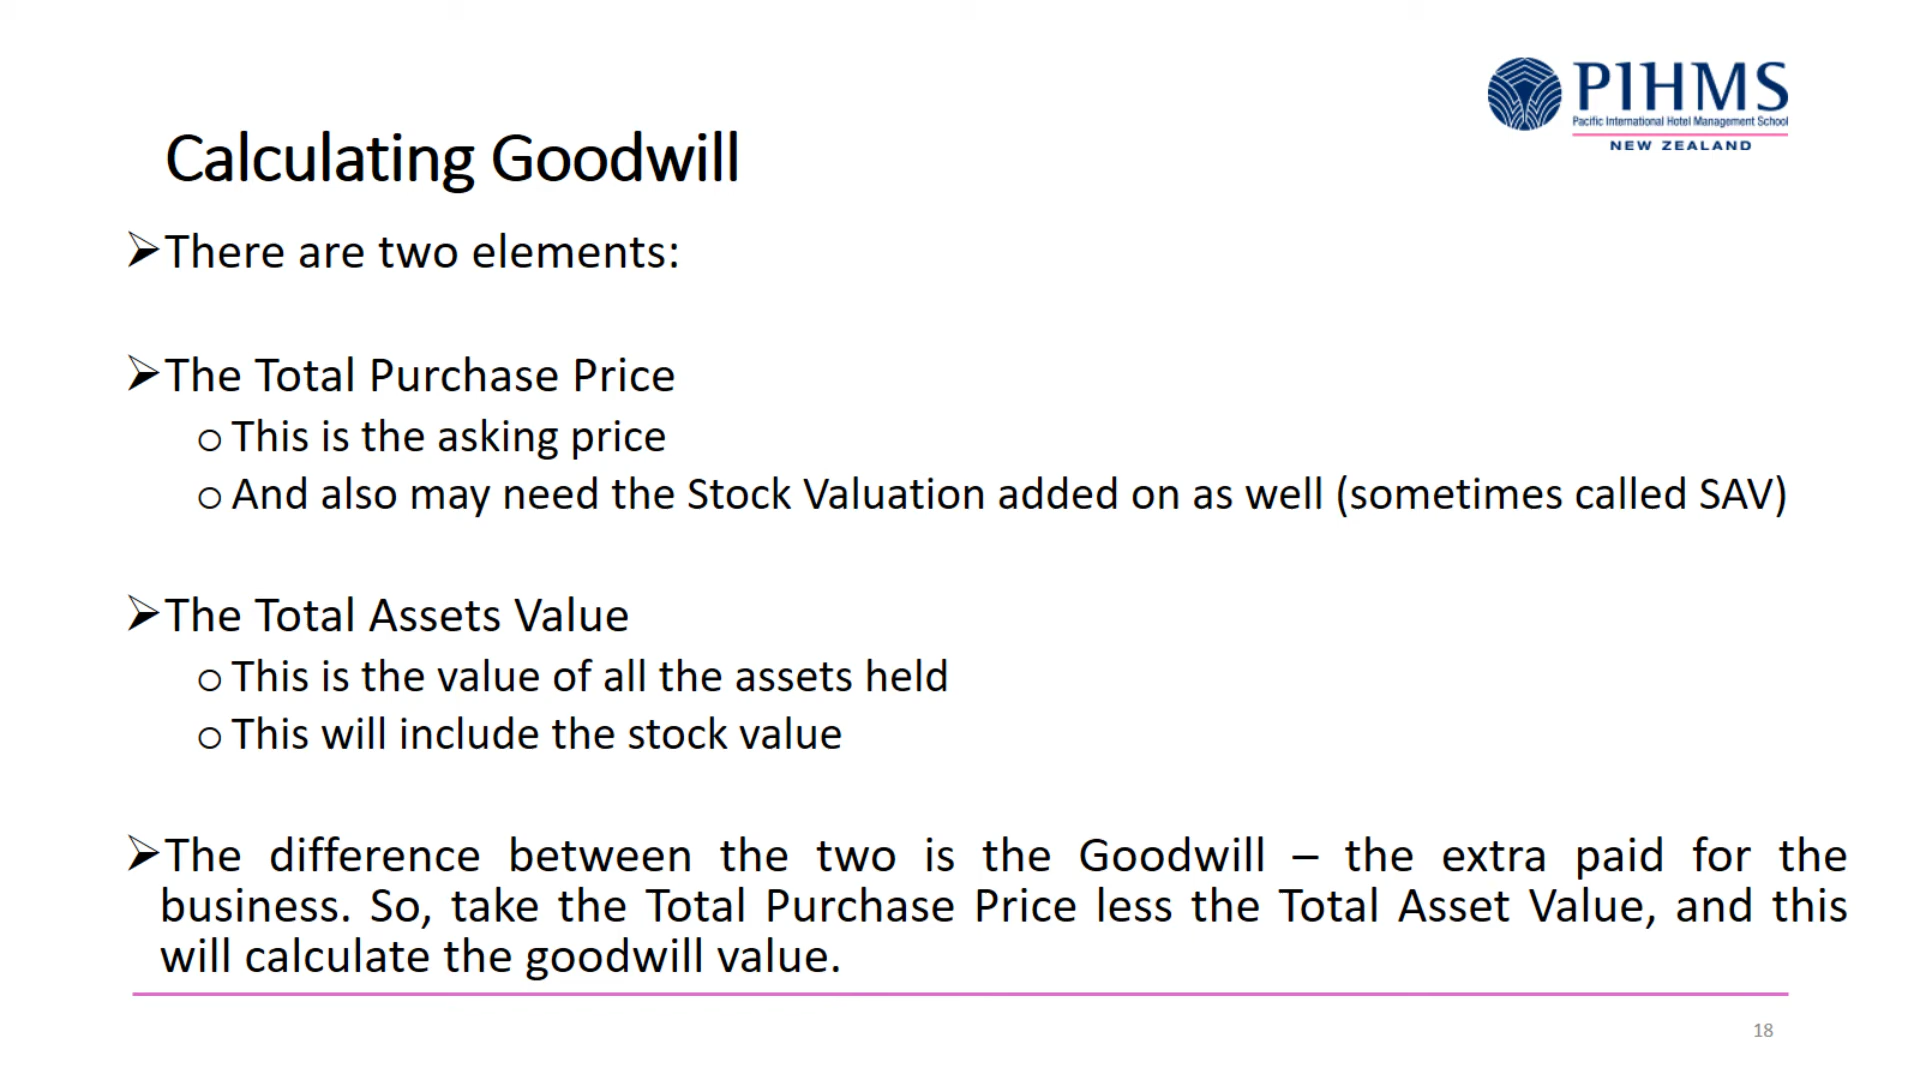 PIHMS
Pacific International Hotel Management School
NEW ZEALAND
Calculating Goodwill
➢There are two elements:
➢The Total Purchase Price
o This is the asking price
o And also may need the Stock Valuation added on as well (sometimes called SAV)
➢The Total Assets Value
o This is the value of all the assets held
o This will include the stock value
➢The difference between the two is the Goodwill – the extra paid for the
business. So, take the Total Purchase Price less the Total Asset Value, and this
will calculate the goodwill value.
18